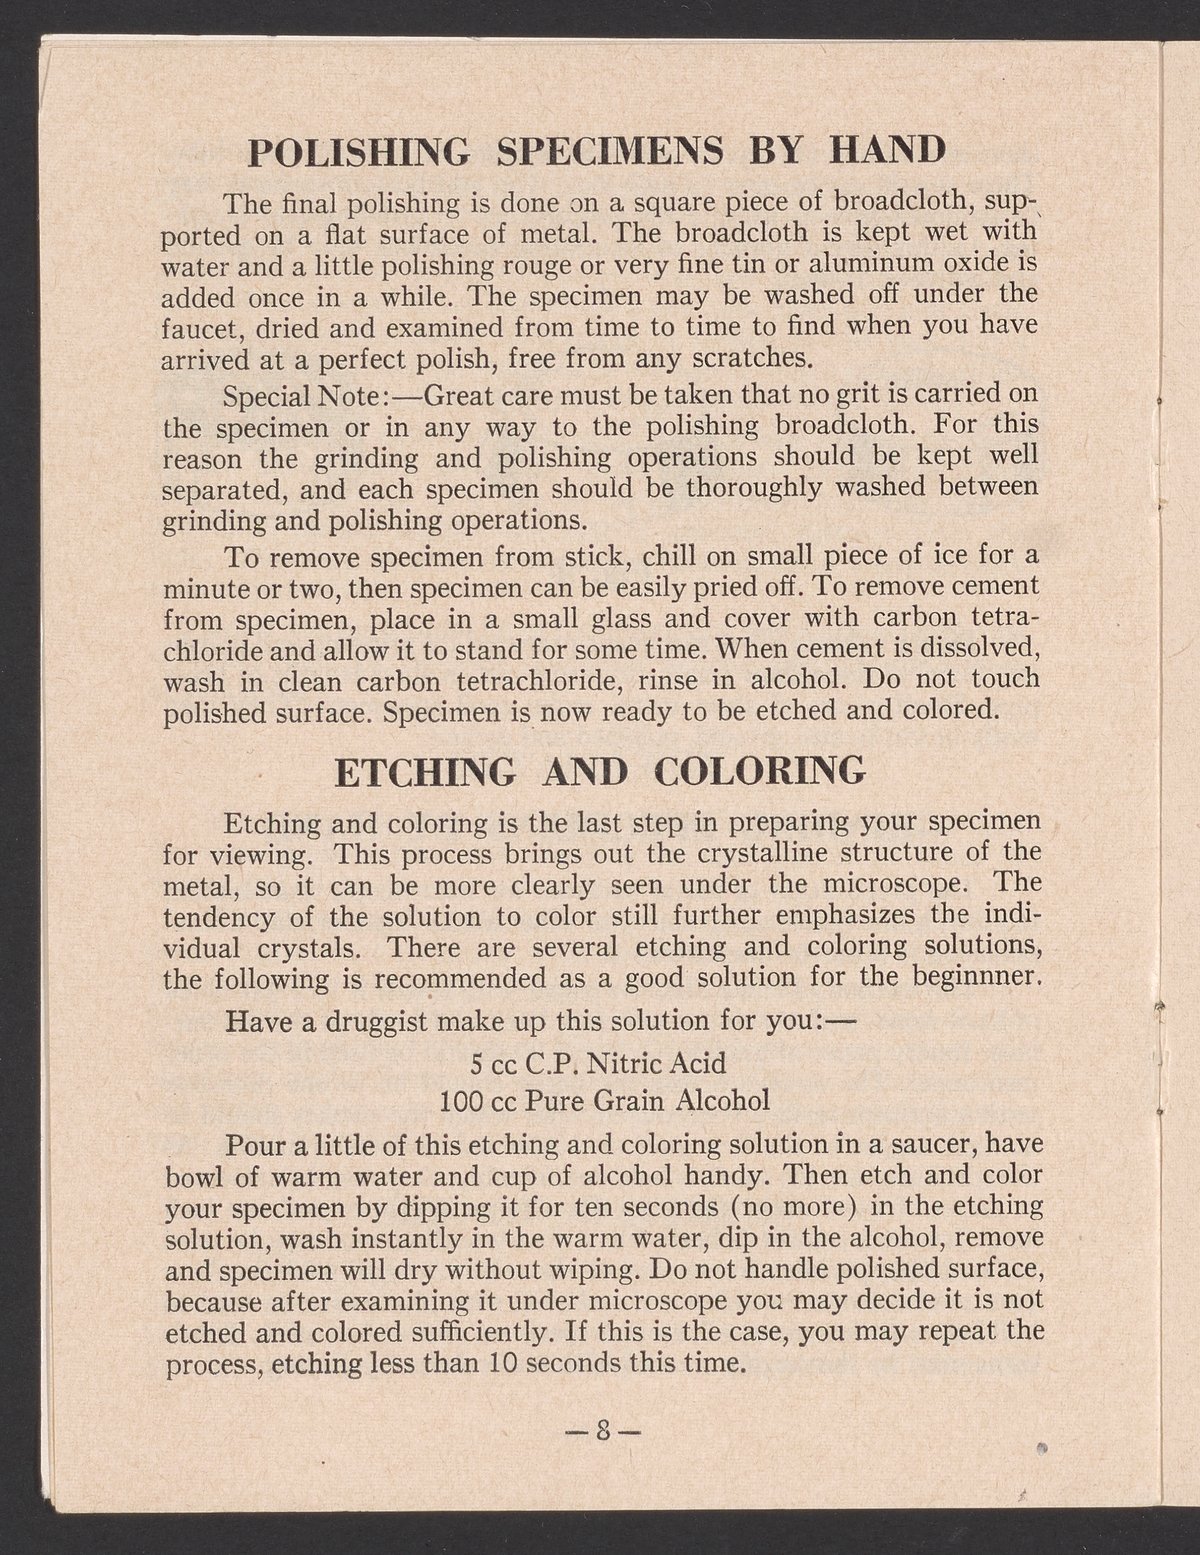 POLISHING SPECIMENS BY HAND
The final polishing is done on a square piece of broadcloth, sup-
ported on a flat surface of metal. The broadcloth is kept wet with
water and a little polishing rouge or very fine tin or aluminum oxide is
added once in a while. The specimen may be washed off under the
faucet, dried and examined from time to time to find when you have
arrived at a perfect polish, free from any scratches.
Special Note:—Great care must be taken that no grit is carried on
the specimen or in any way to the polishing broadcloth. For this
reason the grinding and polishing operations should be kept well
separated, and each specimen should be thoroughly washed between
grinding and polishing operations.
To remove specimen from stick, chill on small piece of ice for a
minute or two, then specimen can be easily pried off. To remove cement
from specimen, place in a small glass and cover with carbon tetra-
chloride and allow it to stand for some time. When cement is dissolved,
wash in clean carbon tetrachloride, rinse in alcohol. Do not touch
polished surface. Specimen is now ready to be etched and colored.
ETCHING AND COLORING
Etching and coloring is the last step in preparing your specimen
for viewing. This process brings out the crystalline structure of the
metal, so it can be more clearly seen under the microscope. The
tendency of the solution to color still further emphasizes the indi-
vidual crystals. There are several etching and coloring solutions,
the following is recommended as a good solution for the beginnner.
Have a druggist make up this solution for you:—
5 cc C.P. Nitric Acid
100 cc Pure Grain Alcohol
Pour a little of this etching and coloring solution in a saucer, have
bowl of warm water and cup of alcohol handy. Then etch and color
your specimen by dipping it for ten seconds (no more) in the etching
solution, wash instantly in the warm water, dip in the alcohol, remove
and specimen will dry without wiping. Do not handle polished surface,
because after examining it under microscope you may decide it is not
etched and colored sufficiently. If this is the case, you may repeat the
process, etching less than 10 seconds this time.
— 8 —